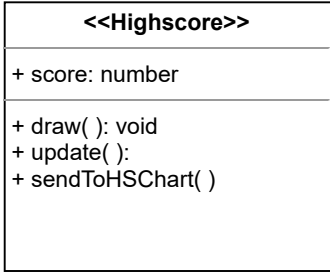 <<Highscore>>
+ score: number
+ draw( ): void
+ update( ):
+ sendToHSChart( )